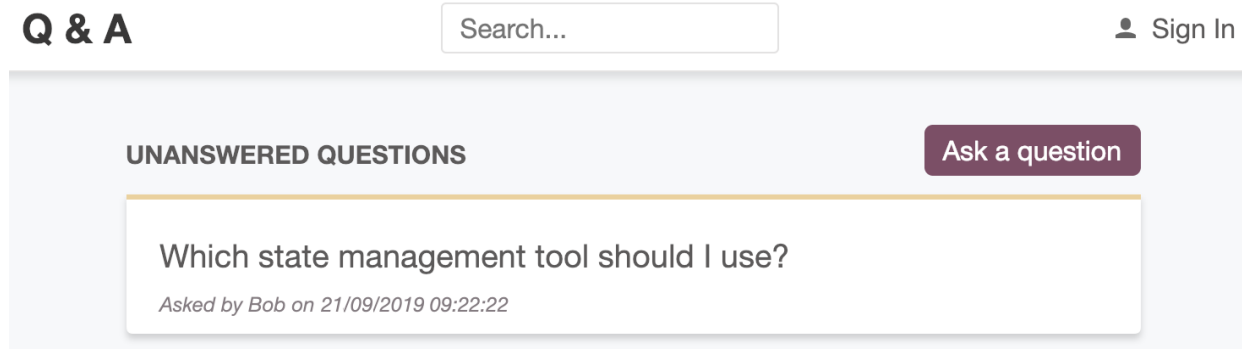 Q & A
Search...
Sign In
UNANSWERED QUESTIONS
Ask a question
Which state management tool should I use?
Asked by Bob on 21/09/2019 09:22:22